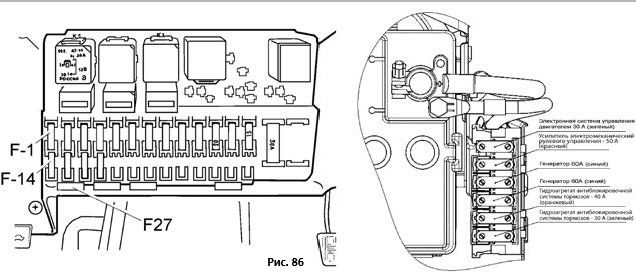 K1
K1
F-1
F-14
F27
30A
РОССИЯ
Рис. 86
Электронная система управления
двигателем 30 А (зеленый)
Усилитель электромеханический
рулевого управления - 50 А
(красный)
Генератор 60А (синий)
Генератор 60А (синий)
Гидроагрегат антиблокировочной
системы тормозов - 40 А
(оранжевый)
Гидроагрегат антиблокировочной
системы тормозов - 30 А (зеленый)